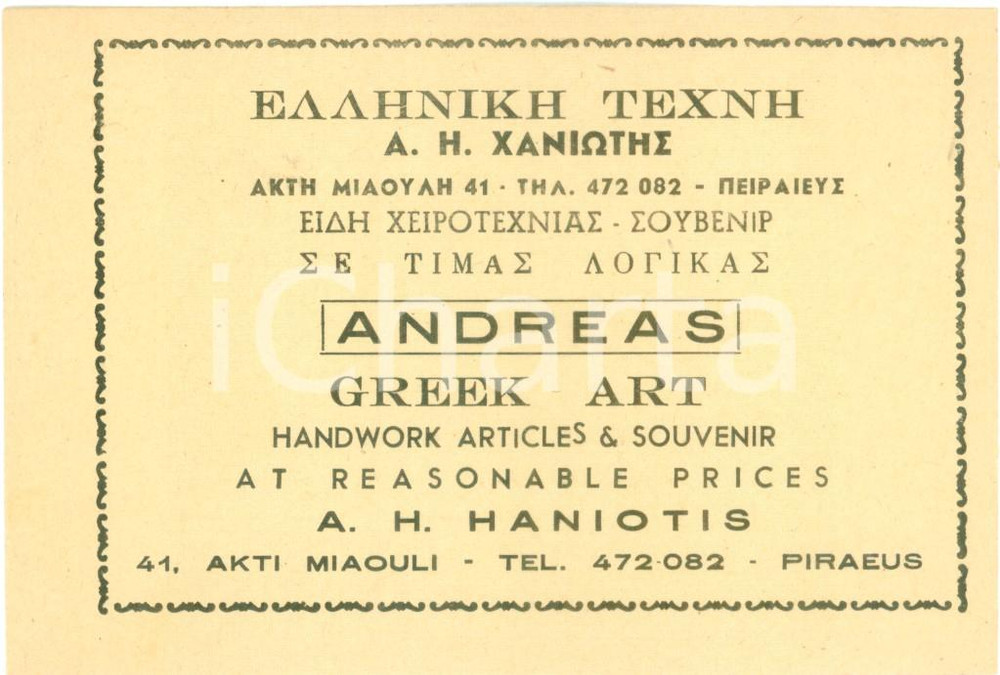 ΕΛΛΗΝΙΚΗ ΤΕΧΝΗ
Α. Η. ΧΑΝΙΩΤΗΣ
ΑΚΤΗ ΜΙΑΟΥΛΗ 41 - ΤΗΛ. 472 082 - ΠΕΙΡΑΙΕΥΣ
ΕΙΔΗ ΧΕΙΡΟΤΕΧΝΙΑΣ - ΣΟΥΒΕΝΙΡ
ΣΕ ΤΙΜΑΣ ΛΟΓΙΚΑΣ
iCharta
ANDREAS
GREEK ART
HANDWORK ARTICLES & SOUVENIR
AT REASONABLE PRICES
A. H. HANIOTIS
41, AKTI MIAOULI - TEL. 472-082 - PIRAEUS